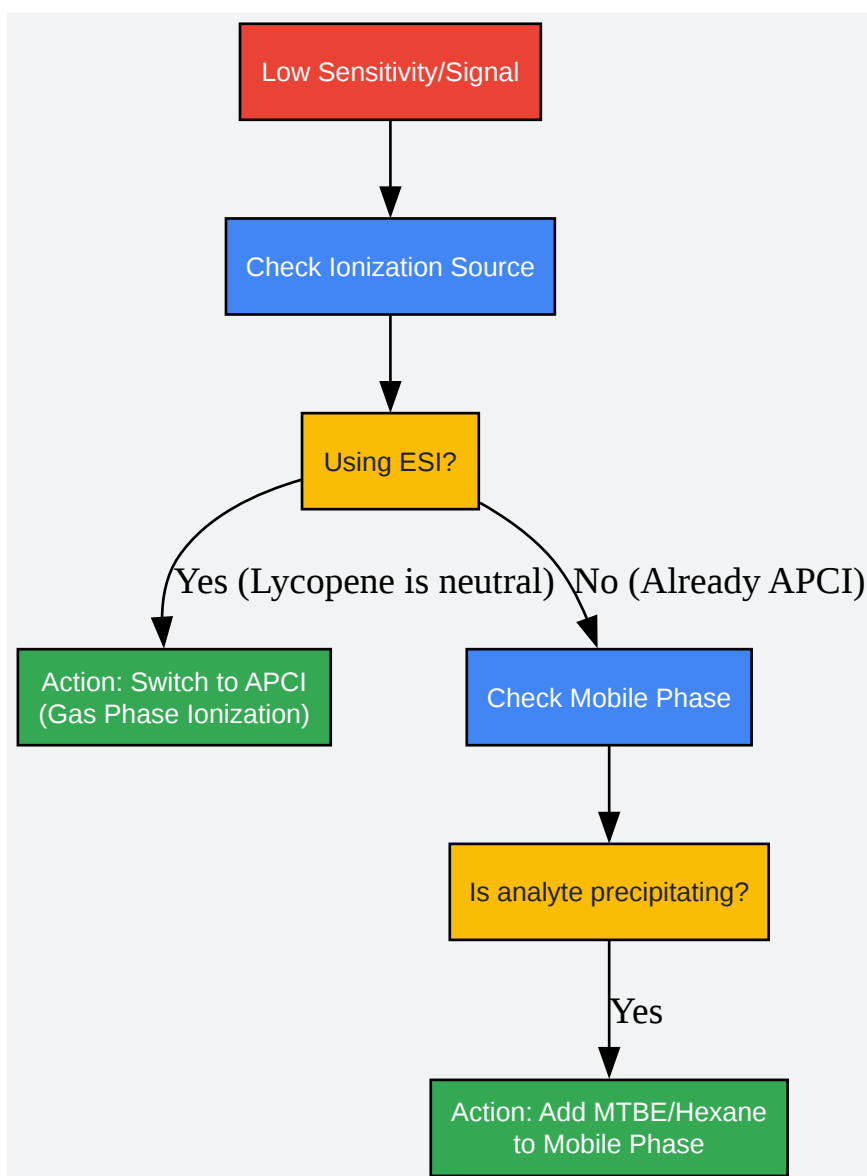 Low Sensitivity/Signal
Check Ionization Source
Using ESI?
Yes (Lycopene is neutral)
No (Already APCI)
Action: Switch to APCI
(Gas Phase Ionization)
Check Mobile Phase
Is analyte precipitating?
Yes
Action: Add MTBE/Hexane
to Mobile Phase